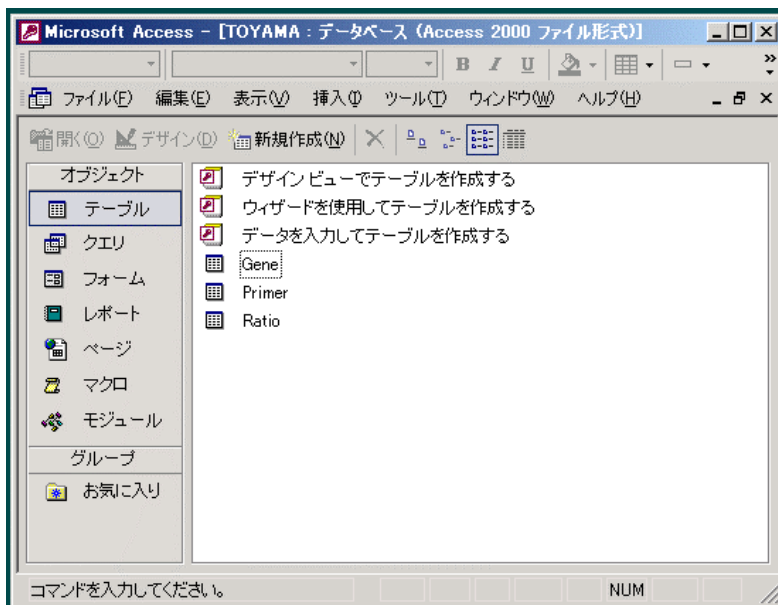 Microsoft Access - [TOYAMA : データベース (Access 2000 ファイル形式)]
B I U
ファイル(F) 編集(E) 表示(V) 挿入(I) ツール(T) ウィンドウ(W) ヘルプ(H)
開く(O) デザイン(D) 新規作成(N)
オブジェクト
テーブル
クエリ
フォーム
レポート
ページ
マクロ
モジュール
グループ
お気に入り
デザイン ビューでテーブルを作成する
ウィザードを使用してテーブルを作成する
データを入力してテーブルを作成する
Gene
Primer
Ratio
コマンドを入力してください。 NUM